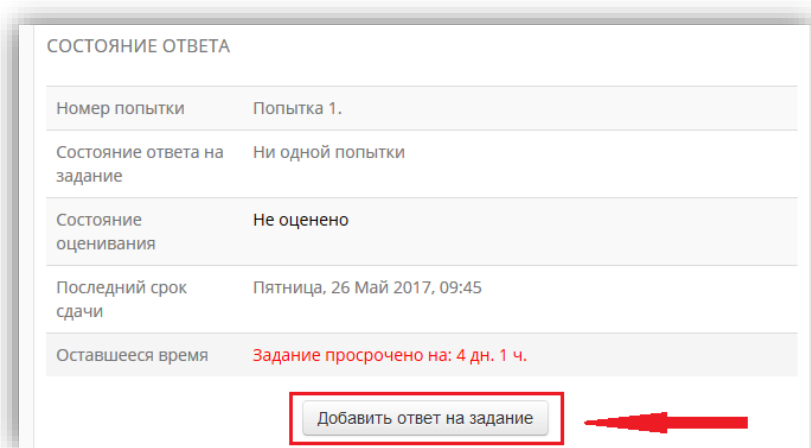 СОСТОЯНИЕ ОТВЕТА
Номер попытки Попытка 1.
Состояние ответа на Ни одной попытки
задание
Состояние Не оценено
оценивания
Последний срок Пятница, 26 Май 2017, 09:45
сдачи
Оставшееся время Задание просрочено на: 4 дн. 1 ч.
Добавить ответ на задание